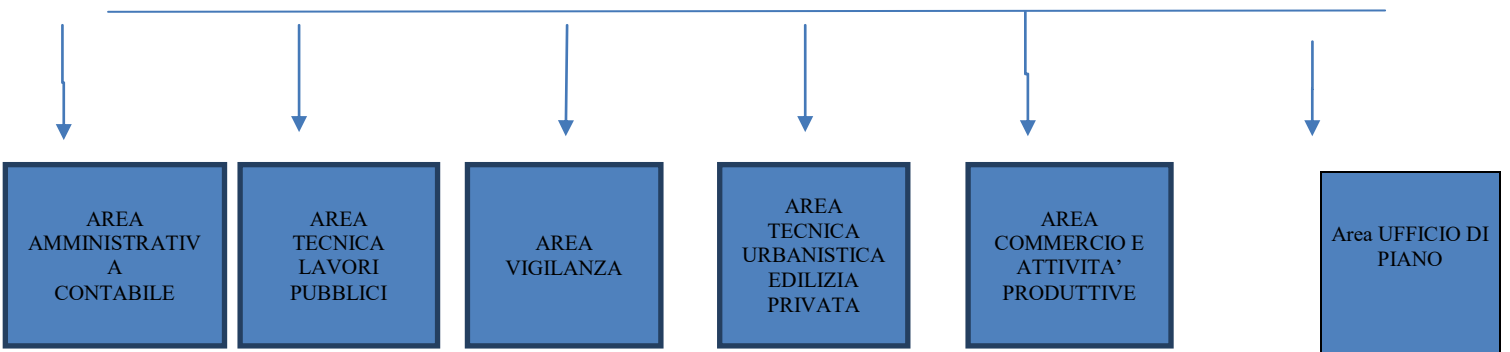 AREA
AMMINISTRATIV
A
CONTABILE
AREA
TECNICA
LAVORI
PUBBLICI
AREA
VIGILANZA
AREA
TECNICA
URBANISTICA
EDILIZIA
PRIVATA
AREA
COMMERCIO E
ATTIVITA’
PRODUTTIVE
Area UFFICIO DI
PIANO